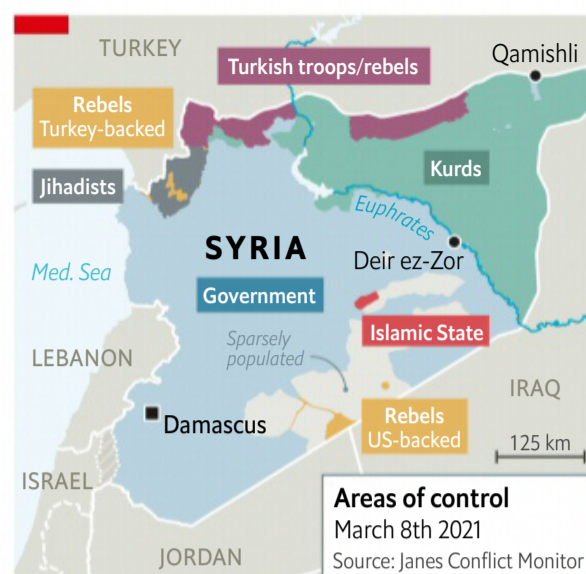 TURKEY
Qamishli
Turkish troops/rebels
Rebels
Turkey-backed
Jihadists
Kurds
Euphrates
SYRIA
Deir ez-Zor
Med. Sea
Government
Islamic State
Sparsely
populated
LEBANON
IRAQ
Damascus
Rebels
US-backed
125 km
ISRAEL
Areas of control
March 8th 2021
Source: Janes Conflict Monitor
JORDAN